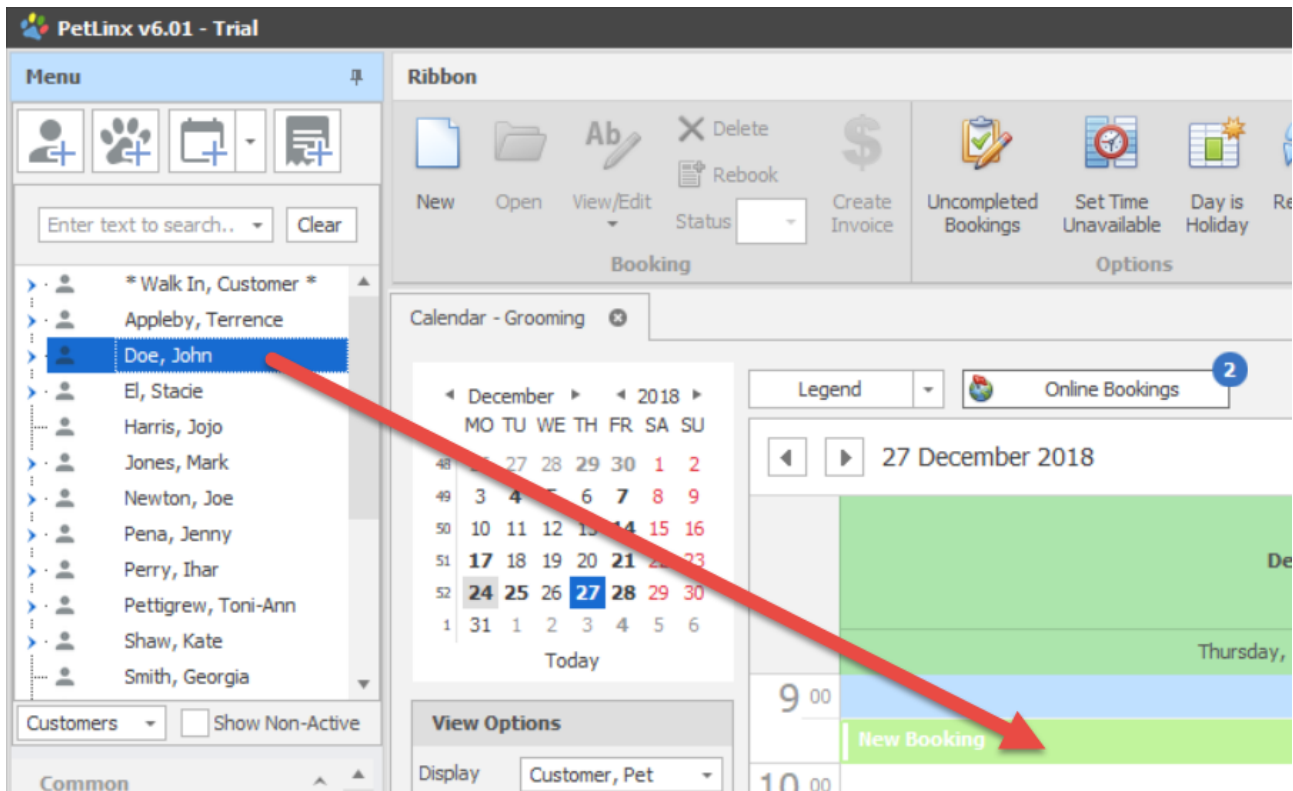 PetLinx v6.01 - Trial
Menu
Enter text to search..
Clear
* Walk In, Customer *
Appleby, Terrence
Doe, John
El, Stacie
Harris, Jojo
Jones, Mark
Newton, Joe
Pena, Jenny
Perry, Ihar
Pettigrew, Toni-Ann
Shaw, Kate
Smith, Georgia
Customers
Show Non-Active
Common
Ribbon
New
Open
Ab
View/Edit
Delete
Rebook
Status
$
Create
Invoice
Booking
Uncompleted
Bookings
Set Time
Unavailable
Day is
Holiday
Re
Options
Calendar - Grooming
December 2018
MO TU WE TH FR SA SU
48 27 28 29 30 1 2
49 3 4 6 7 8 9
50 10 11 12 13 14 15 16
51 17 18 19 20 21 22 23
52 24 25 26 27 28 29 30
1 31 1 2 3 4 5 6
Today
View Options
Display
Customer, Pet
Legend
Online Bookings
2
27 December 2018
De
Thursday,
9 00
New Booking
10 00